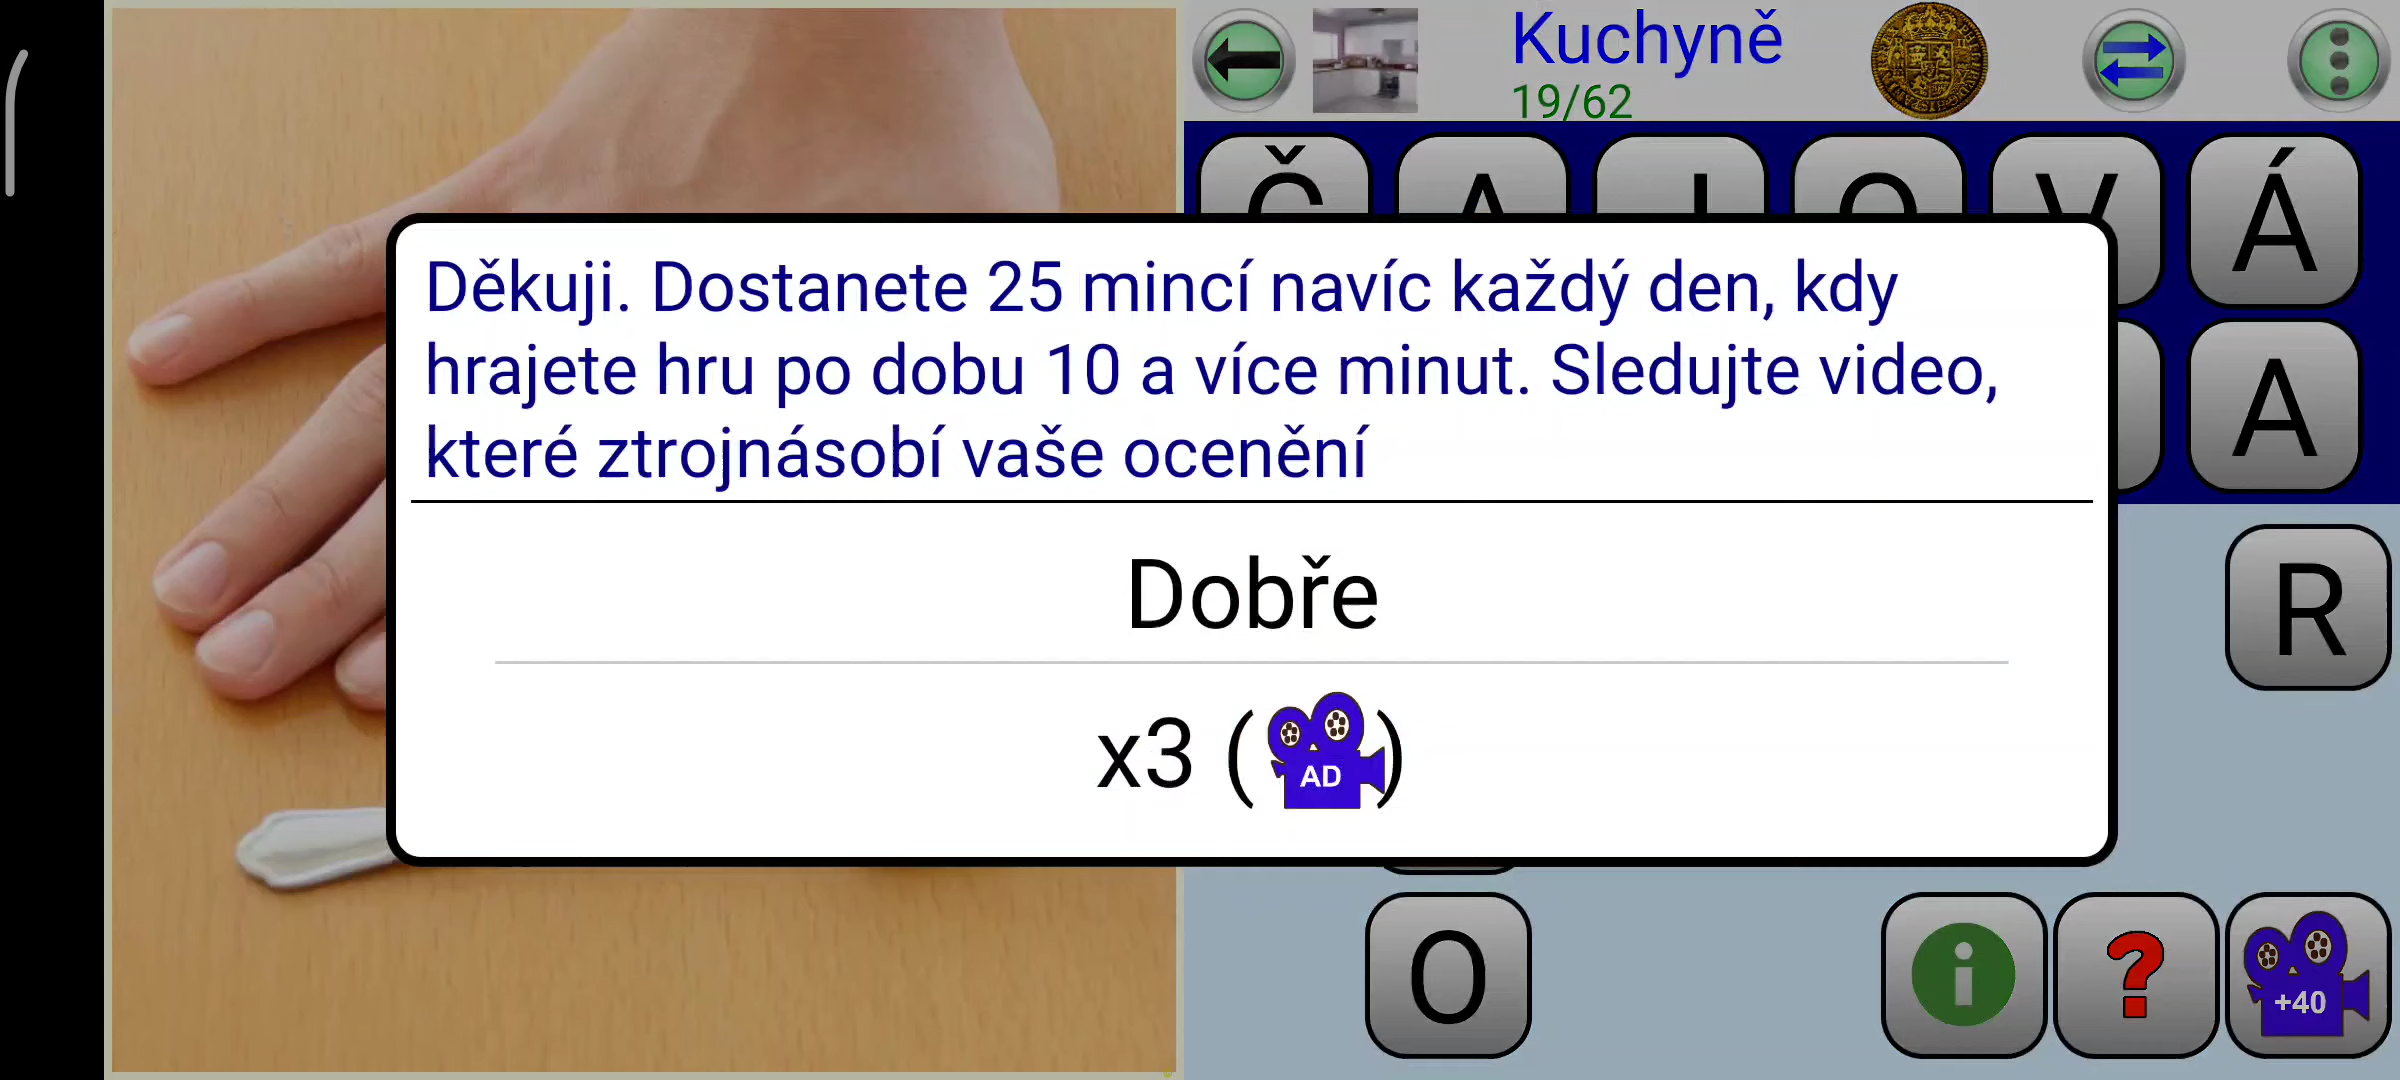 Kuchyně
19/62
Č A J O V Á
A
Děkuji. Dostanete 25 mincí navíc každý den, kdy
hrajete hru po dobu 10 a více minut. Sledujte video,
které ztrojnásobí vaše ocenění
Dobře
x3 (AD)
R
O
i ? +40